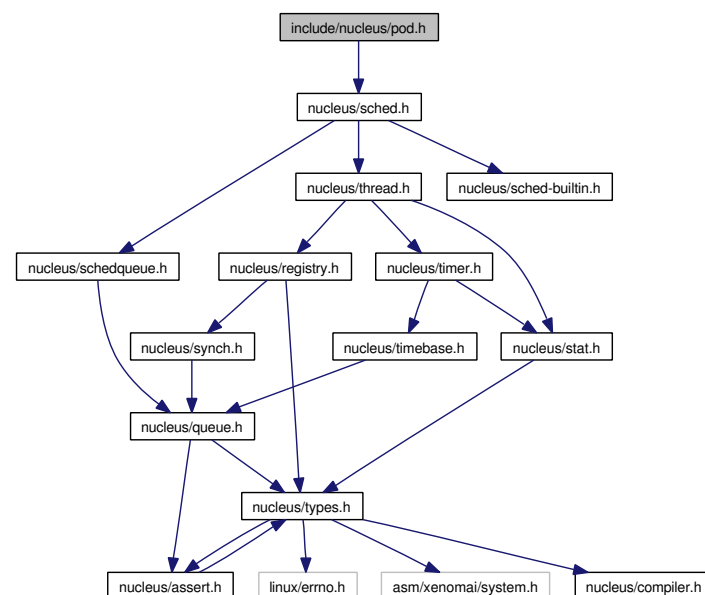 include/nucleus/pod.h
nucleus/sched.h
nucleus/thread.h
nucleus/sched-builtin.h
nucleus/schedqueue.h
nucleus/registry.h
nucleus/timer.h
nucleus/synch.h
nucleus/timebase.h
nucleus/stat.h
nucleus/queue.h
nucleus/types.h
nucleus/assert.h
linux/errno.h
asm/xenomai/system.h
nucleus/compiler.h